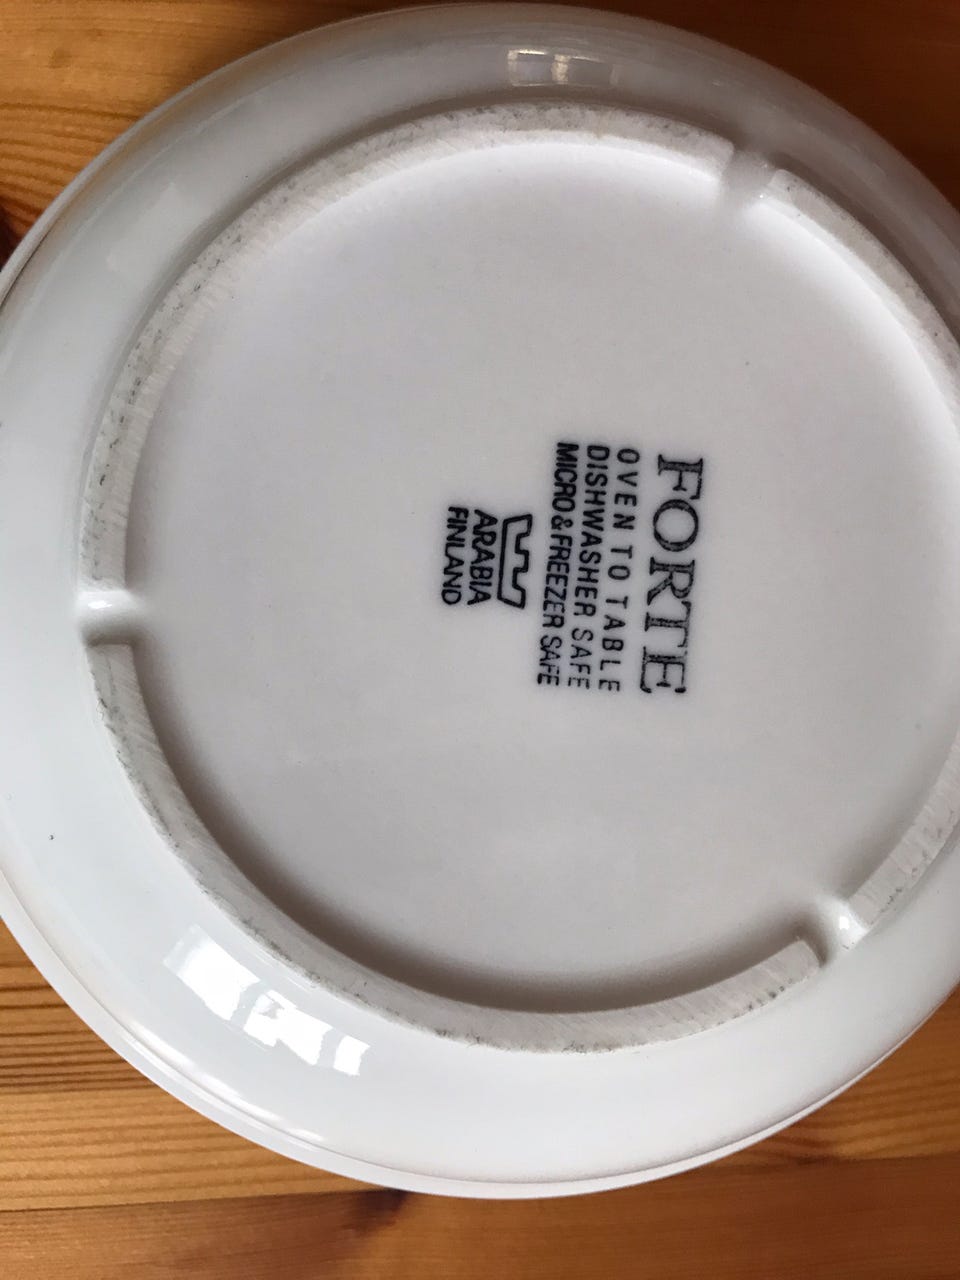 FORTE
OVEN TO TABLE
DISHWASHER SAFE
MICRO & FREEZER SAFE
ARABIA
FINLAND